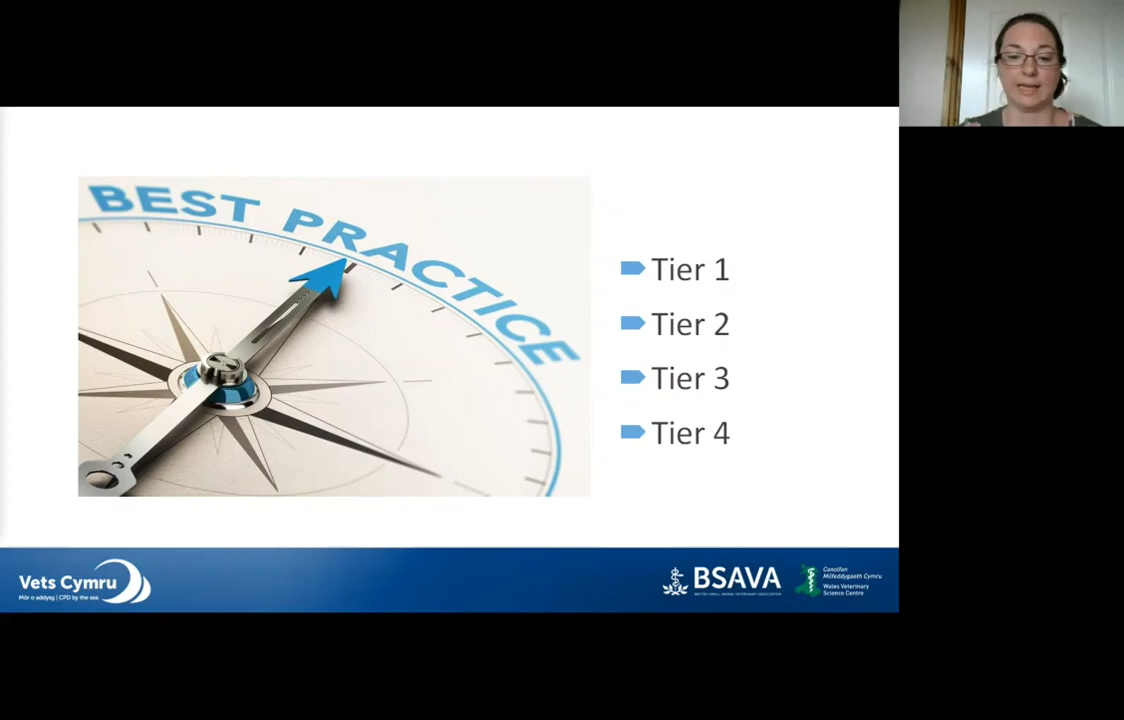 BEST PRACTICE
Tier 1
Tier 2
Tier 3
Tier 4
Vets Cymru
Môr o addysg | CPD by the sea
BSAVA
BRITISH SMALL ANIMAL VETERINARY ASSOCIATION
Canolfan
Milfeddygaeth Cymru
Wales Veterinary
Science Centre